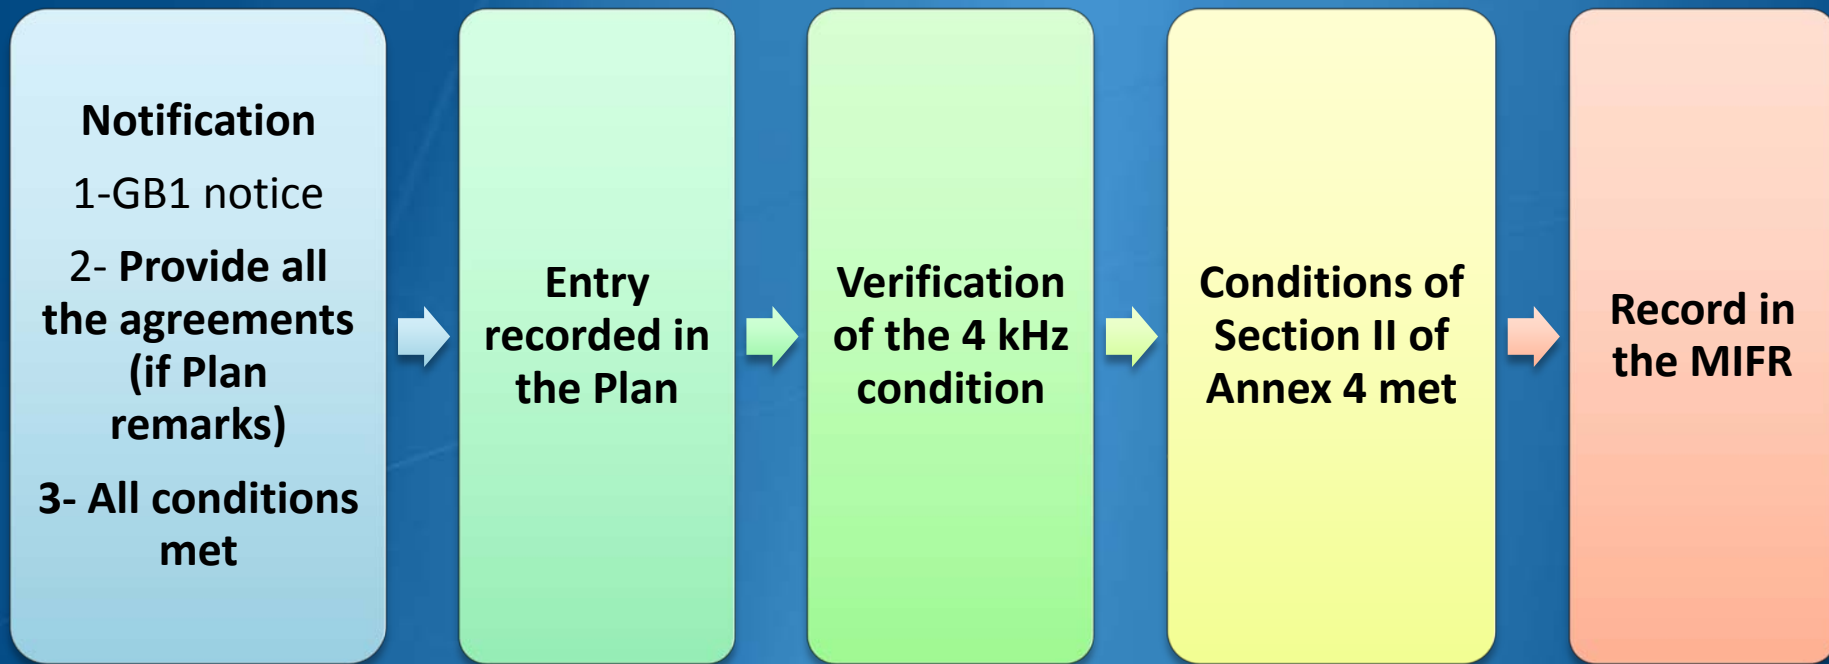 Notification
1-GB1 notice
2- Provide all
the agreements
(if Plan
remarks)
3- All conditions
met
Entry
recorded in
the Plan
Verification
of the 4 kHz
condition
Conditions of
Section II of
Annex 4 met
Record in
the MIFR